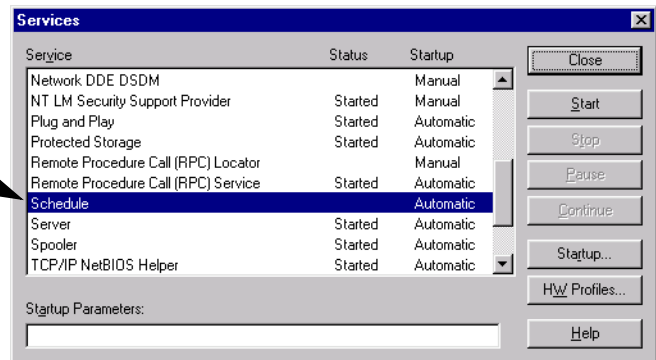 Services
Service Status Startup
Network DDE DSDM Manual
NT LM Security Support Provider Started Manual
Plug and Play Started Automatic
Protected Storage Started Automatic
Remote Procedure Call (RPC) Locator Manual
Remote Procedure Call (RPC) Service Started Automatic
Schedule Automatic
Server Started Automatic
Spooler Started Automatic
TCP/IP NetBIOS Helper Started Automatic
Startup Parameters:
Close
Start
Stop
Pause
Continue
Startup...
HW Profiles...
Help